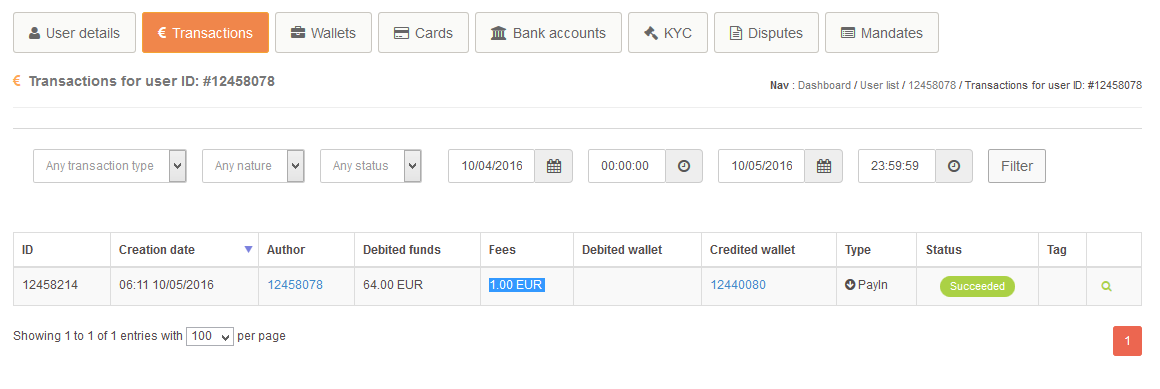 User details € Transactions Wallets Cards Bank accounts KYC Disputes Mandates
€ Transactions for user ID: #12458078
Nav : Dashboard / User list / 12458078 / Transactions for user ID: #12458078
Any transaction type Any nature Any status 10/04/2016 00:00:00 10/05/2016 23:59:59 Filter
ID Creation date Author Debited funds Fees Debited wallet Credited wallet Type Status Tag
12458214 06:11 10/05/2016 12458078 64.00 EUR 1.00 EUR 12440080 PayIn Succeeded
Showing 1 to 1 of 1 entries with 100 per page
1